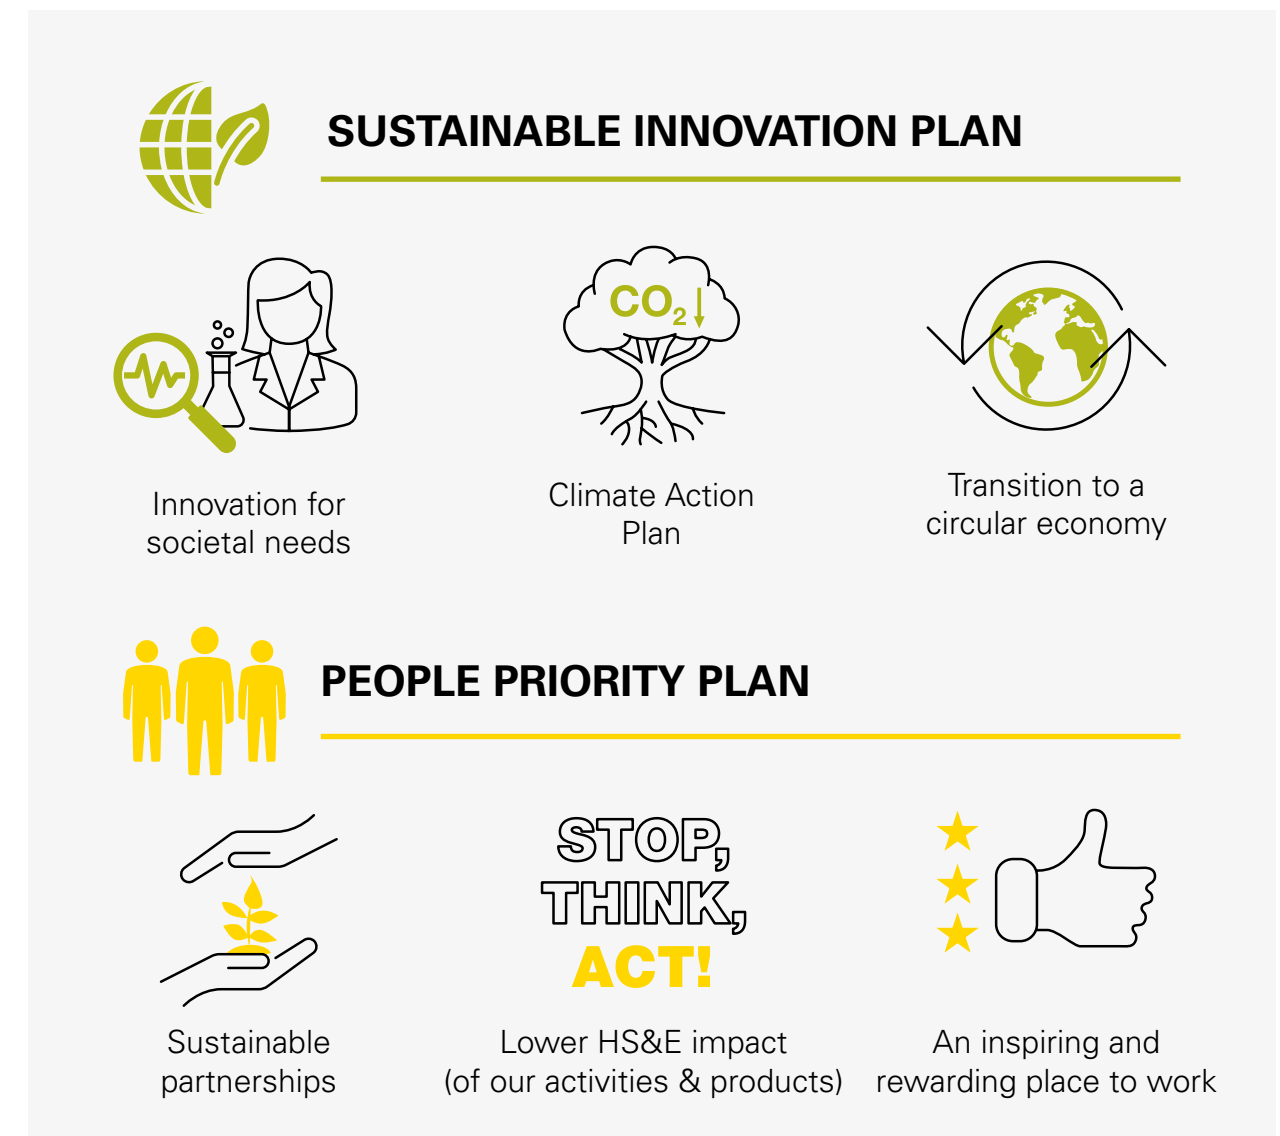 SUSTAINABLE INNOVATION PLAN
CO₂
Innovation for
societal needs
Climate Action
Plan
Transition to a
circular economy
PEOPLE PRIORITY PLAN
STOP,
THINK,
ACT!
Sustainable
partnerships
Lower HS&E impact
(of our activities & products)
An inspiring and
rewarding place to work